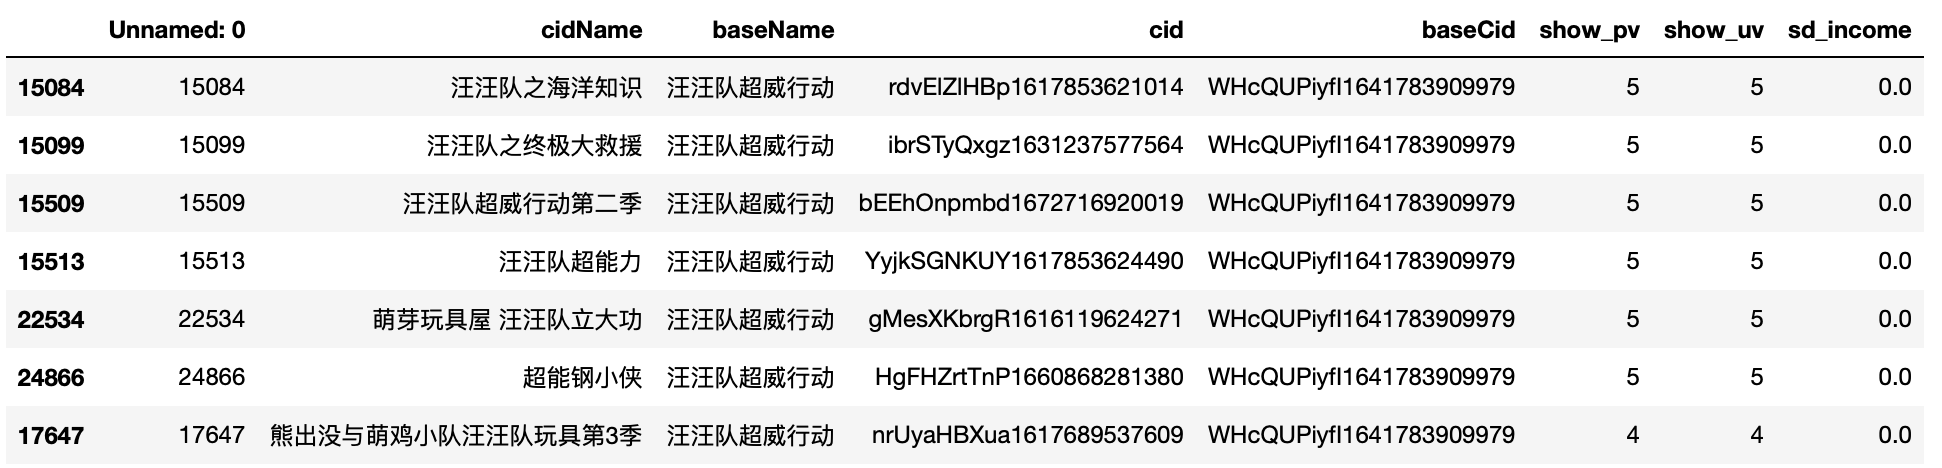 Unnamed: 0 cidName baseName cid baseCid show_pv show_uv sd_income
15084 15084 汪汪队之海洋知识 汪汪队超威行动 rdvElZlHBp1617853621014 WHcQUPiyfI1641783909979 5 5 0.0
15099 15099 汪汪队之终极大救援 汪汪队超威行动 ibrSTyQxgz1631237577564 WHcQUPiyfI1641783909979 5 5 0.0
15509 15509 汪汪队超威行动第二季 汪汪队超威行动 bEEhOnpmbd1672716920019 WHcQUPiyfI1641783909979 5 5 0.0
15513 15513 汪汪队超能力 汪汪队超威行动 YyjkSGNKUY1617853624490 WHcQUPiyfI1641783909979 5 5 0.0
22534 22534 萌芽玩具屋 汪汪队立大功 汪汪队超威行动 gMesXKbrgR1616119624271 WHcQUPiyfI1641783909979 5 5 0.0
24866 24866 超能钢小侠 汪汪队超威行动 HgFHZrtTnP1660868281380 WHcQUPiyfI1641783909979 5 5 0.0
17647 17647 熊出没与萌鸡小队汪汪队玩具第3季 汪汪队超威行动 nrUyaHBXua1617689537609 WHcQUPiyfI1641783909979 4 4 0.0